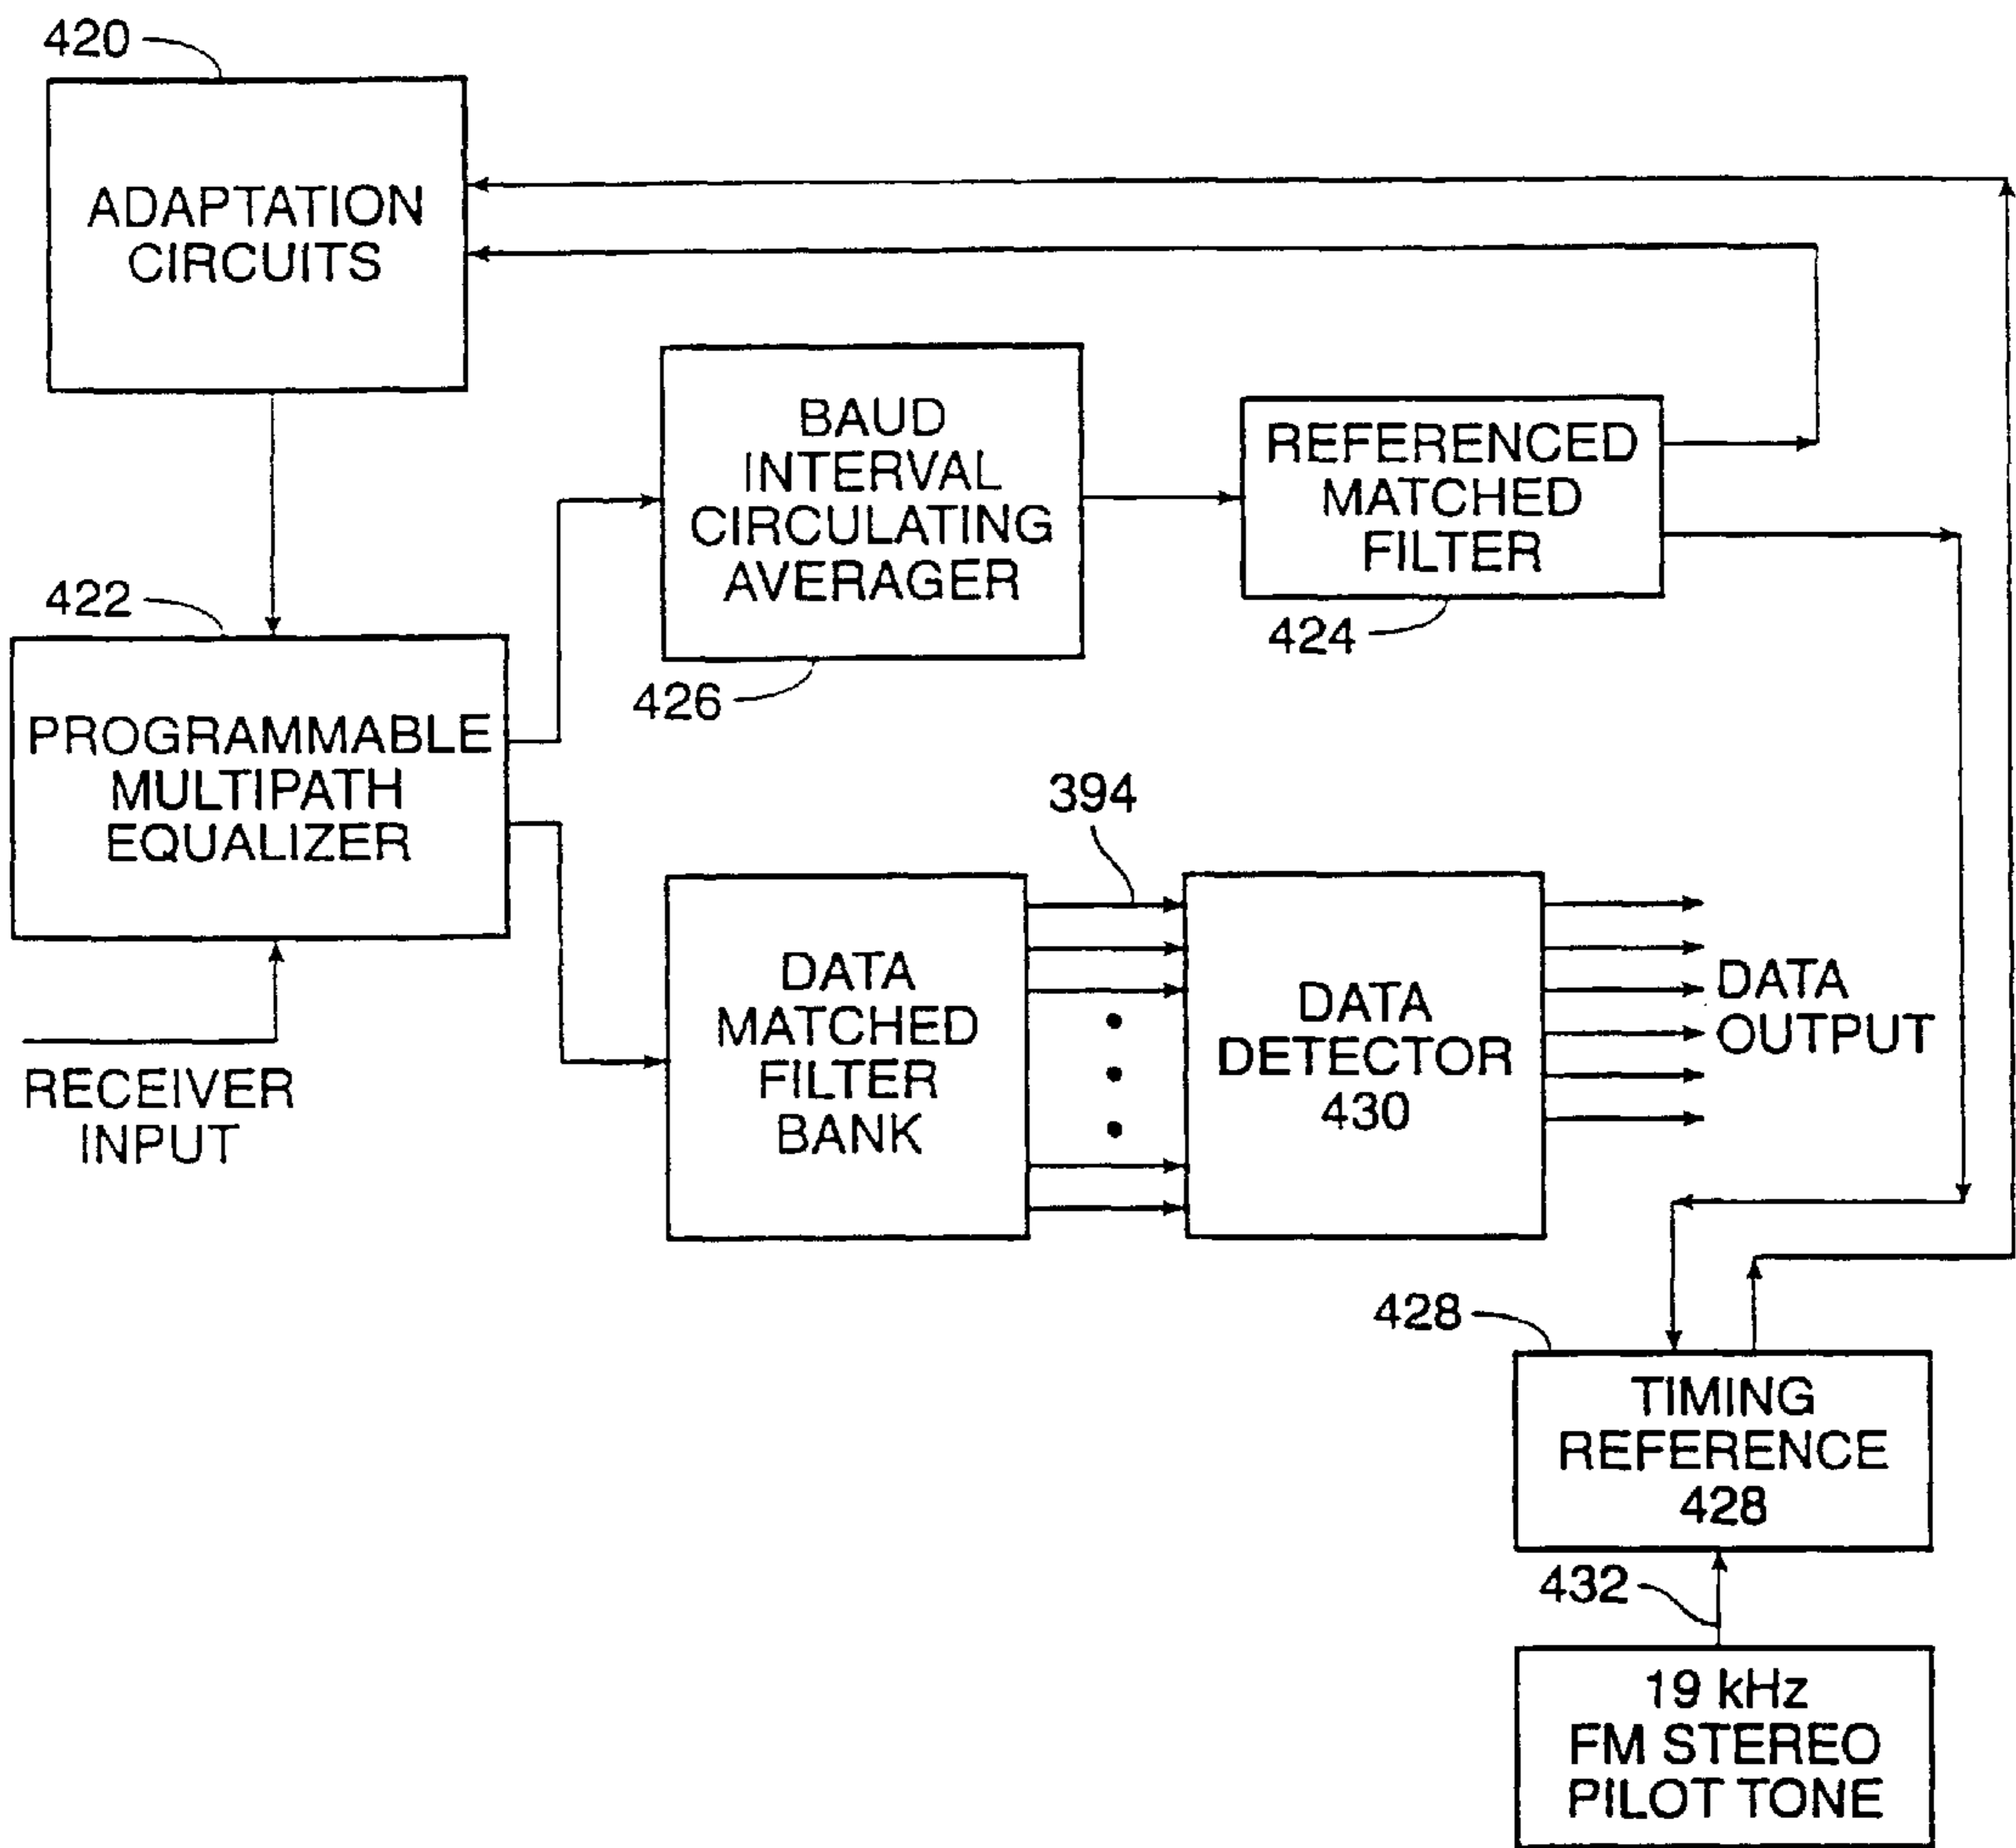 420
ADAPTATION
CIRCUITS
BAUD
INTERVAL
CIRCULATING
AVERAGER
426
REFERENCED
MATCHED
FILTER
424
422
PROGRAMMABLE
MULTIPATH
EQUALIZER
RECEIVER
INPUT
DATA
MATCHED
FILTER
BANK
394
DATA
DETECTOR
430
DATA
OUTPUT
428
TIMING
REFERENCE
428
432
19 kHz
FM STEREO
PILOT TONE